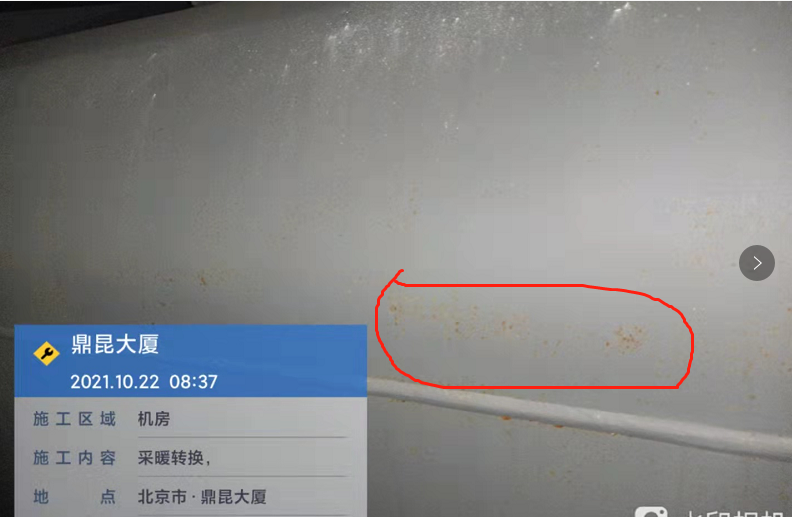 鼎昆大厦
2021.10.22 08:37
施工区域 机房
施工内容 采暖转换,
地 点 北京市·鼎昆大厦